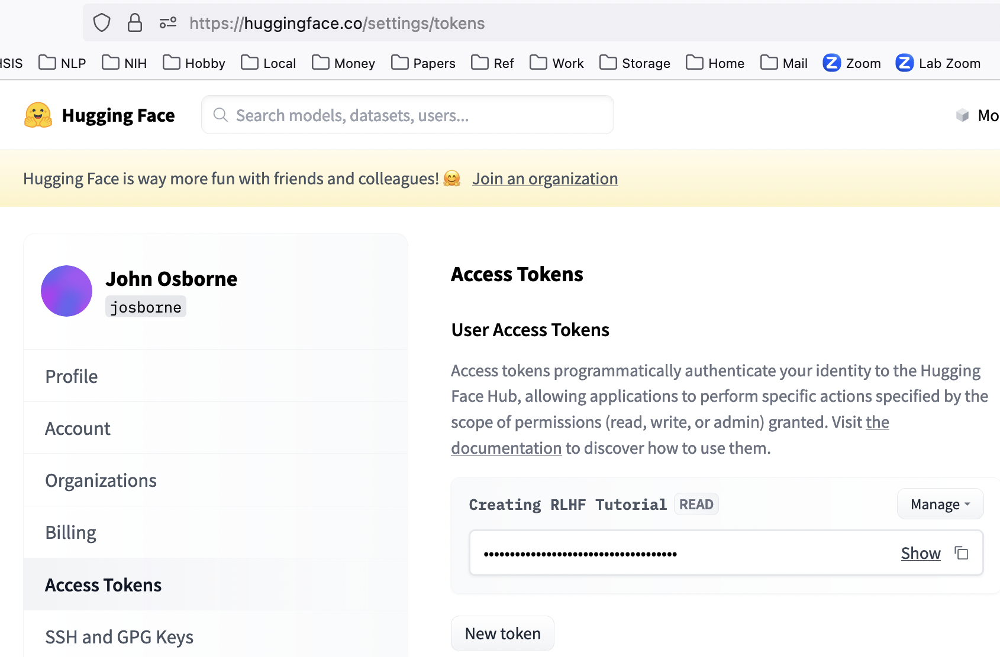 https://huggingface.co/settings/tokens
NLP NIH Hobby Local Money Papers Ref Work Storage Home Mail Zoom Lab Zoom
Hugging Face Search models, datasets, users...
Hugging Face is way more fun with friends and colleagues! 🤗 Join an organization
John Osborne
josborne
Profile
Account
Organizations
Billing
Access Tokens
SSH and GPG Keys
Access Tokens
User Access Tokens
Access tokens programmatically authenticate your identity to the Hugging
Face Hub, allowing applications to perform specific actions specified by the
scope of permissions (read, write, or admin) granted. Visit the
documentation to discover how to use them.
Creating RLHF Tutorial READ Manage
•••••••••••••••••••••••••••••••••••••
Show
New token